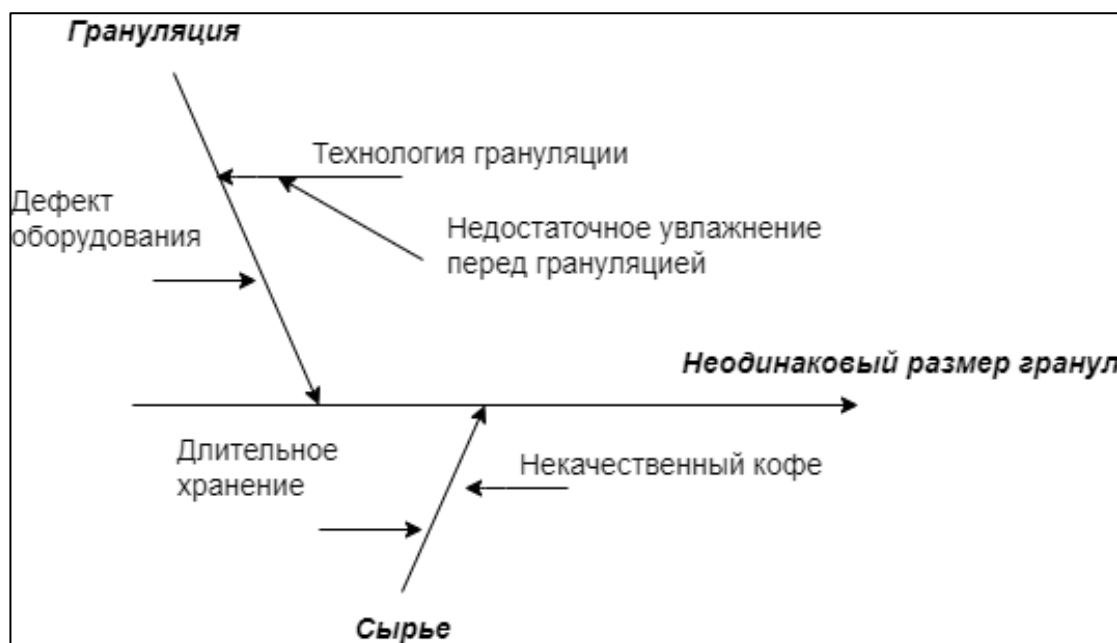 Грануляция
Технология грануляции
Дефект
оборудования
Недостаточное увлажнение
перед грануляцией
Неодинаковый размер гранул
Длительное
хранение
Некачественный кофе
Сырье